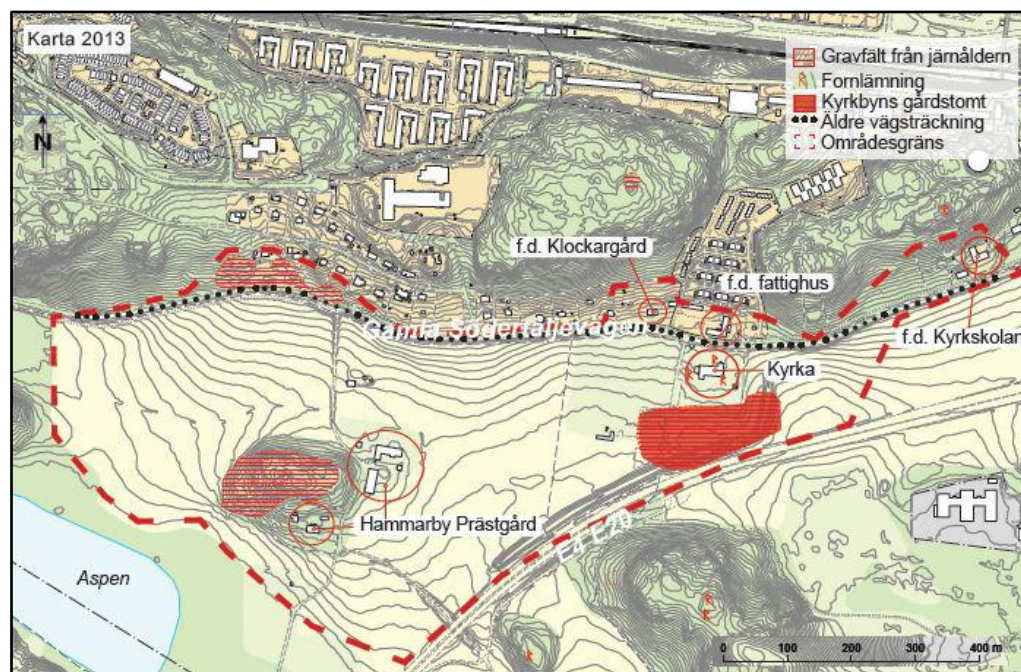 Karta 2013
Gravfält från järnåldern
Fornlämning
Kyrkbyns gårdstomt
Äldre vägsträckning
Områdesgräns
N
f.d. Klockargård
f.d. fattighus
Gamla Södertäljevägen
f.d. Kyrkskolan
Kyrka
Hammarby Prästgård
E4 E20
Aspen
0 100 200 300 400 m